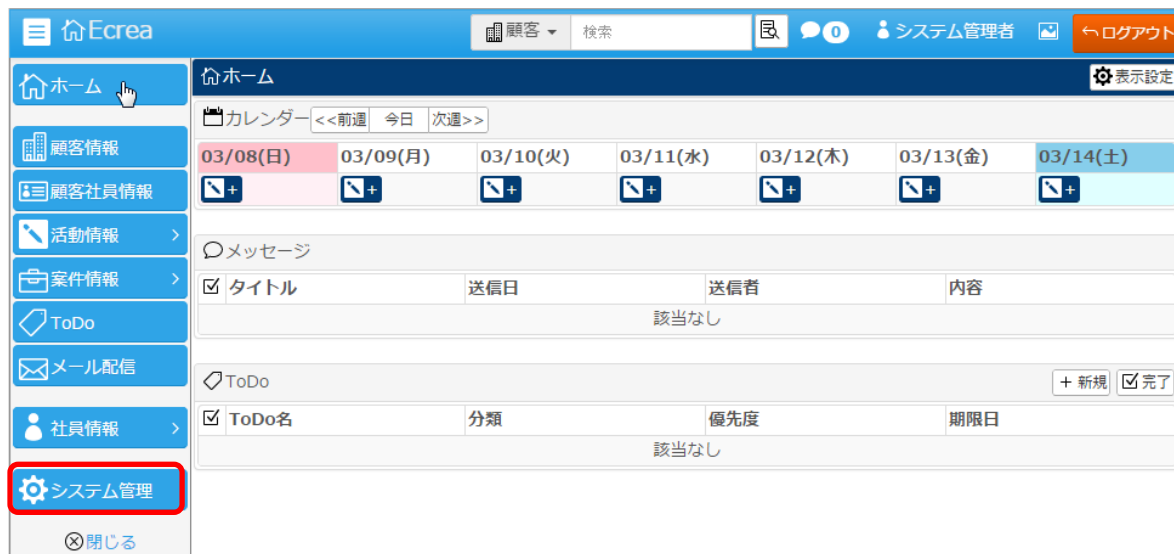 Ecrea
顧客 検索 0 システム管理者 ログアウト
ホーム
顧客情報
顧客社員情報
活動情報
案件情報
ToDo
メール配信
社員情報
システム管理
閉じる
ホーム 表示設定
カレンダー <<前週 今日 次週>>
03/08(日) 03/09(月) 03/10(火) 03/11(水) 03/12(木) 03/13(金) 03/14(土)
+ + + + + + +
メッセージ
タイトル 送信日 送信者 内容
該当なし
ToDo + 新規 完了
ToDo名 分類 優先度 期限日
該当なし